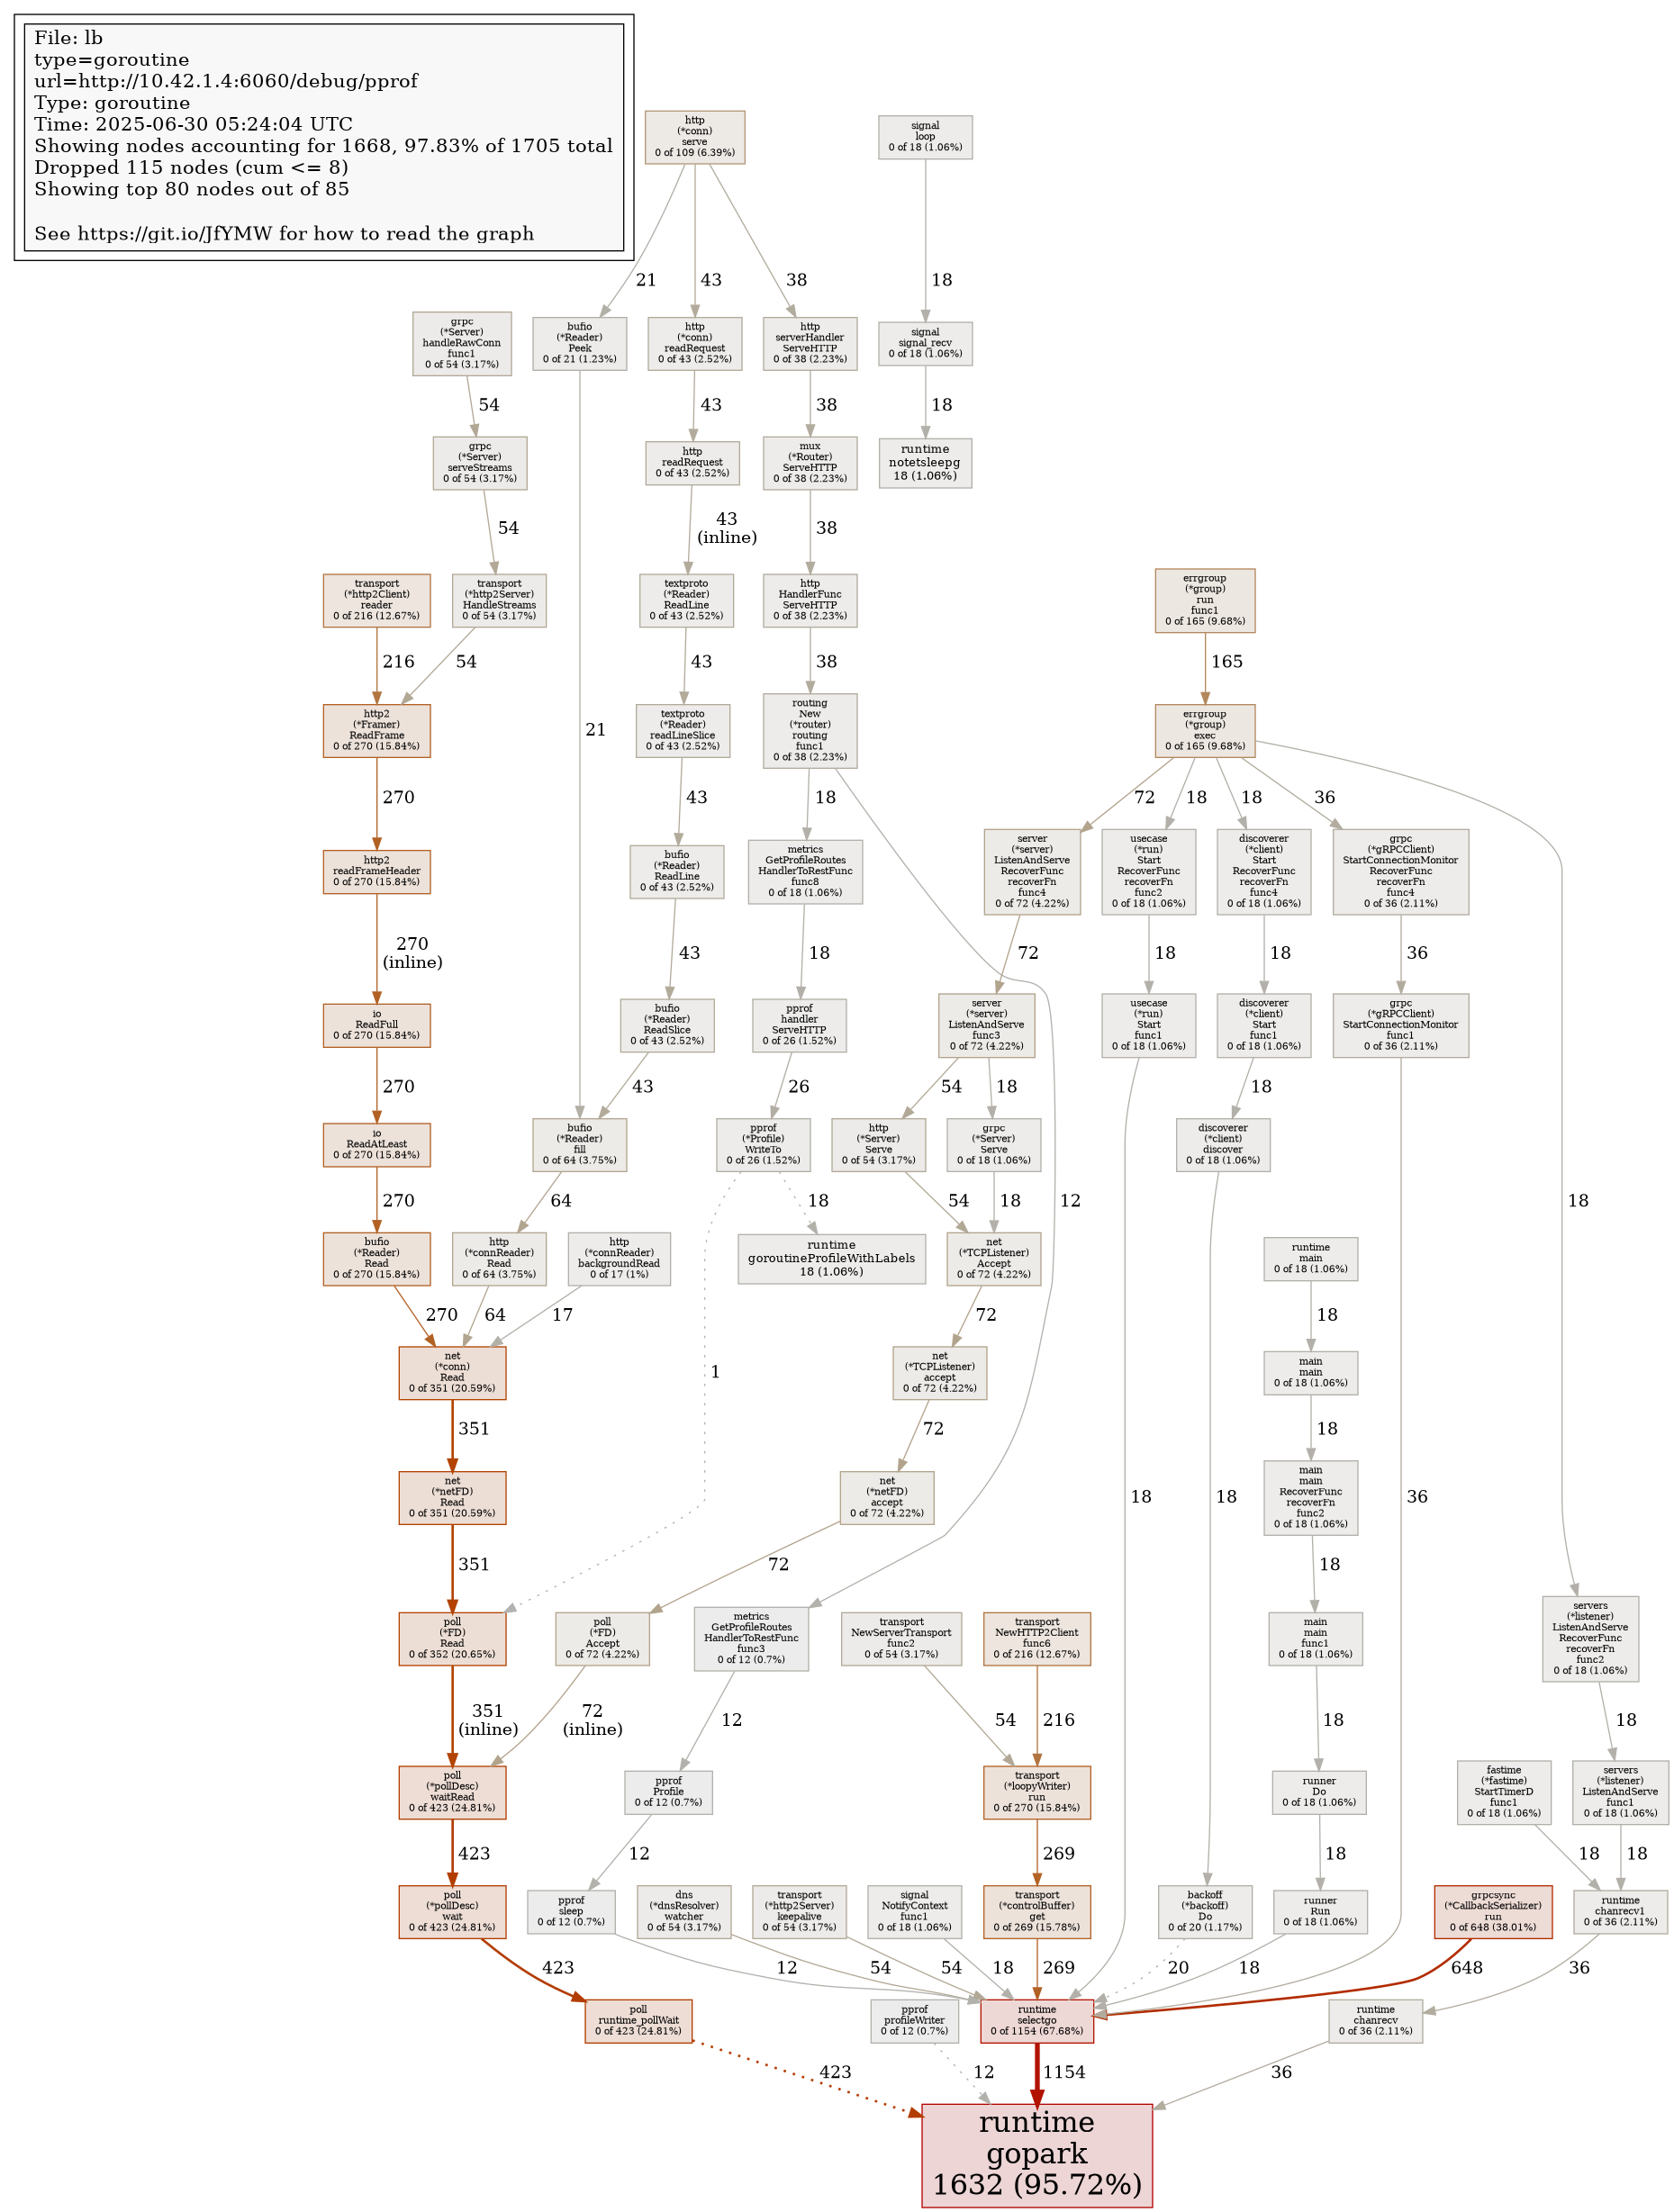 File: lb
type=goroutine
url=http://10.42.1.4:6060/debug/pprof
Type: goroutine
Time: 2025-06-30 05:24:04 UTC
Showing nodes accounting for 1668, 97.83% of 1705 total
Dropped 115 nodes (cum <= 8)
Showing top 80 nodes out of 85
See https://git.io/JfYMW for how to read the graph
http
(*conn)
serve
0 of 109 (6.39%)
signal
loop
0 of 18 (1.06%)
21
43
38
18
grpc
(*Server)
handleRawConn
func1
0 of 54 (3.17%)
bufio
(*Reader)
Peek
0 of 21 (1.23%)
http
(*conn)
readRequest
0 of 43 (2.52%)
http
serverHandler
ServeHTTP
0 of 38 (2.23%)
signal
signal_recv
0 of 18 (1.06%)
54
43
38
18
grpc
(*Server)
serveStreams
0 of 54 (3.17%)
http
readRequest
0 of 43 (2.52%)
mux
(*Router)
ServeHTTP
0 of 38 (2.23%)
runtime
notetsleepg
18 (1.06%)
54
43
(inline)
38
transport
(*http2Client)
reader
0 of 216 (12.67%)
transport
(*http2Server)
HandleStreams
0 of 54 (3.17%)
textproto
(*Reader)
ReadLine
0 of 43 (2.52%)
http
HandlerFunc
ServeHTTP
0 of 38 (2.23%)
errgroup
(*group)
run
func1
0 of 165 (9.68%)
216
54
43
38
165
http2
(*Framer)
ReadFrame
0 of 270 (15.84%)
21
textproto
(*Reader)
readLineSlice
0 of 43 (2.52%)
routing
New
(*router)
routing
func1
0 of 38 (2.23%)
errgroup
(*group)
exec
0 of 165 (9.68%)
270
43
18
72
18
18
36
http2
readFrameHeader
0 of 270 (15.84%)
bufio
(*Reader)
ReadLine
0 of 43 (2.52%)
metrics
GetProfileRoutes
HandlerToRestFunc
func8
0 of 18 (1.06%)
server
(*server)
ListenAndServe
RecoverFunc
recoverFn
func4
0 of 72 (4.22%)
usecase
(*run)
Start
RecoverFunc
recoverFn
func2
0 of 18 (1.06%)
discoverer
(*client)
Start
RecoverFunc
recoverFn
func4
0 of 18 (1.06%)
grpc
(*gRPCClient)
StartConnectionMonitor
RecoverFunc
recoverFn
func4
0 of 36 (2.11%)
270
(inline)
43
18
72
18
18
36
io
ReadFull
0 of 270 (15.84%)
bufio
(*Reader)
ReadSlice
0 of 43 (2.52%)
pprof
handler
ServeHTTP
0 of 26 (1.52%)
server
(*server)
ListenAndServe
func3
0 of 72 (4.22%)
usecase
(*run)
Start
func1
0 of 18 (1.06%)
discoverer
(*client)
Start
func1
0 of 18 (1.06%)
grpc
(*gRPCClient)
StartConnectionMonitor
func1
0 of 36 (2.11%)
270
43
26
54
18
18
io
ReadAtLeast
0 of 270 (15.84%)
bufio
(*Reader)
fill
0 of 64 (3.75%)
pprof
(*Profile)
WriteTo
0 of 26 (1.52%)
http
(*Server)
Serve
0 of 54 (3.17%)
grpc
(*Server)
Serve
0 of 18 (1.06%)
discoverer
(*client)
discover
0 of 18 (1.06%)
270
64
18
54
18
12
18
bufio
(*Reader)
Read
0 of 270 (15.84%)
http
(*connReader)
Read
0 of 64 (3.75%)
http
(*connReader)
backgroundRead
0 of 17 (1%)
runtime
goroutineProfileWithLabels
18 (1.06%)
net
(*TCPListener)
Accept
0 of 72 (4.22%)
runtime
main
0 of 18 (1.06%)
270
64
17
72
18
net
(*conn)
Read
0 of 351 (20.59%)
1
net
(*TCPListener)
accept
0 of 72 (4.22%)
main
main
0 of 18 (1.06%)
351
72
18
net
(*netFD)
Read
0 of 351 (20.59%)
net
(*netFD)
accept
0 of 72 (4.22%)
18
18
36
main
main
RecoverFunc
recoverFn
func2
0 of 18 (1.06%)
351
72
18
poll
(*FD)
Read
0 of 352 (20.65%)
poll
(*FD)
Accept
0 of 72 (4.22%)
metrics
GetProfileRoutes
HandlerToRestFunc
func3
0 of 12 (0.7%)
transport
NewServerTransport
func2
0 of 54 (3.17%)
transport
NewHTTP2Client
func6
0 of 216 (12.67%)
main
main
func1
0 of 18 (1.06%)
servers
(*listener)
ListenAndServe
RecoverFunc
recoverFn
func2
0 of 18 (1.06%)
351
(inline)
72
(inline)
12
54
216
18
18
poll
(*pollDesc)
waitRead
0 of 423 (24.81%)
pprof
Profile
0 of 12 (0.7%)
transport
(*loopyWriter)
run
0 of 270 (15.84%)
runner
Do
0 of 18 (1.06%)
fastime
(*fastime)
StartTimerD
func1
0 of 18 (1.06%)
servers
(*listener)
ListenAndServe
func1
0 of 18 (1.06%)
423
12
269
18
18
18
poll
(*pollDesc)
wait
0 of 423 (24.81%)
pprof
sleep
0 of 12 (0.7%)
dns
(*dnsResolver)
watcher
0 of 54 (3.17%)
transport
(*http2Server)
keepalive
0 of 54 (3.17%)
signal
NotifyContext
func1
0 of 18 (1.06%)
transport
(*controlBuffer)
get
0 of 269 (15.78%)
backoff
(*backoff)
Do
0 of 20 (1.17%)
runner
Run
0 of 18 (1.06%)
grpcsync
(*CallbackSerializer)
run
0 of 648 (38.01%)
runtime
chanrecv1
0 of 36 (2.11%)
423
12
54
54
18
269
20
18
648
36
poll
runtime_pollWait
0 of 423 (24.81%)
pprof
profileWriter
0 of 12 (0.7%)
runtime
selectgo
0 of 1154 (67.68%)
runtime
chanrecv
0 of 36 (2.11%)
423
12
1154
36
runtime
gopark
1632 (95.72%)